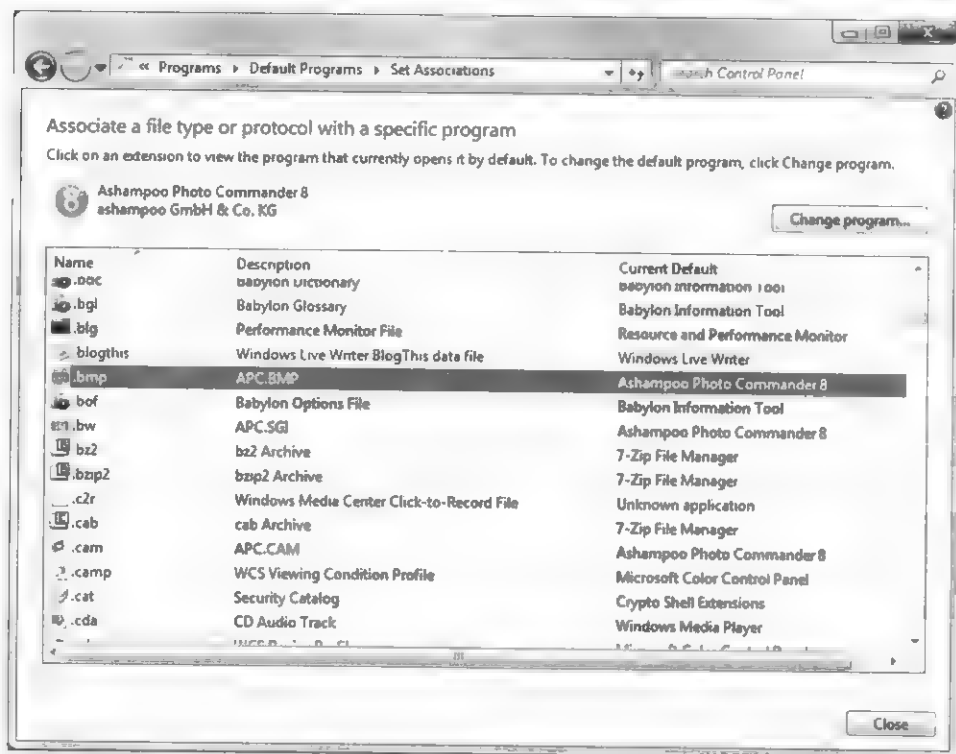 « Programs ▸ Default Programs ▸ Set Associations
Control Panel
Associate a file type or protocol with a specific program
Click on an extension to view the program that currently opens it by default. To change the default program, click Change program.
Ashampoo Photo Commander 8
ashampoo GmbH & Co. KG
Change program...
Name Description Current Default
Babylon Dictionary Babylon Information Tool
.bgl Babylon Glossary Babylon Information Tool
.blg Performance Monitor File Resource and Performance Monitor
blogthis Windows Live Writer BlogThis data file Windows Live Writer
.bmp APC.BMP Ashampoo Photo Commander 8
bof Babylon Options File Babylon Information Tool
.bw APC.SGI Ashampoo Photo Commander 8
bz2 bz2 Archive 7-Zip File Manager
.bzip2 bzip2 Archive 7-Zip File Manager
.c2r Windows Media Center Click-to-Record File Unknown application
.cab cab Archive 7-Zip File Manager
.cam APC.CAM Ashampoo Photo Commander 8
.camp WCS Viewing Condition Profile Microsoft Color Control Panel
.cat Security Catalog Crypto Shell Extensions
.cda CD Audio Track Windows Media Player
Close